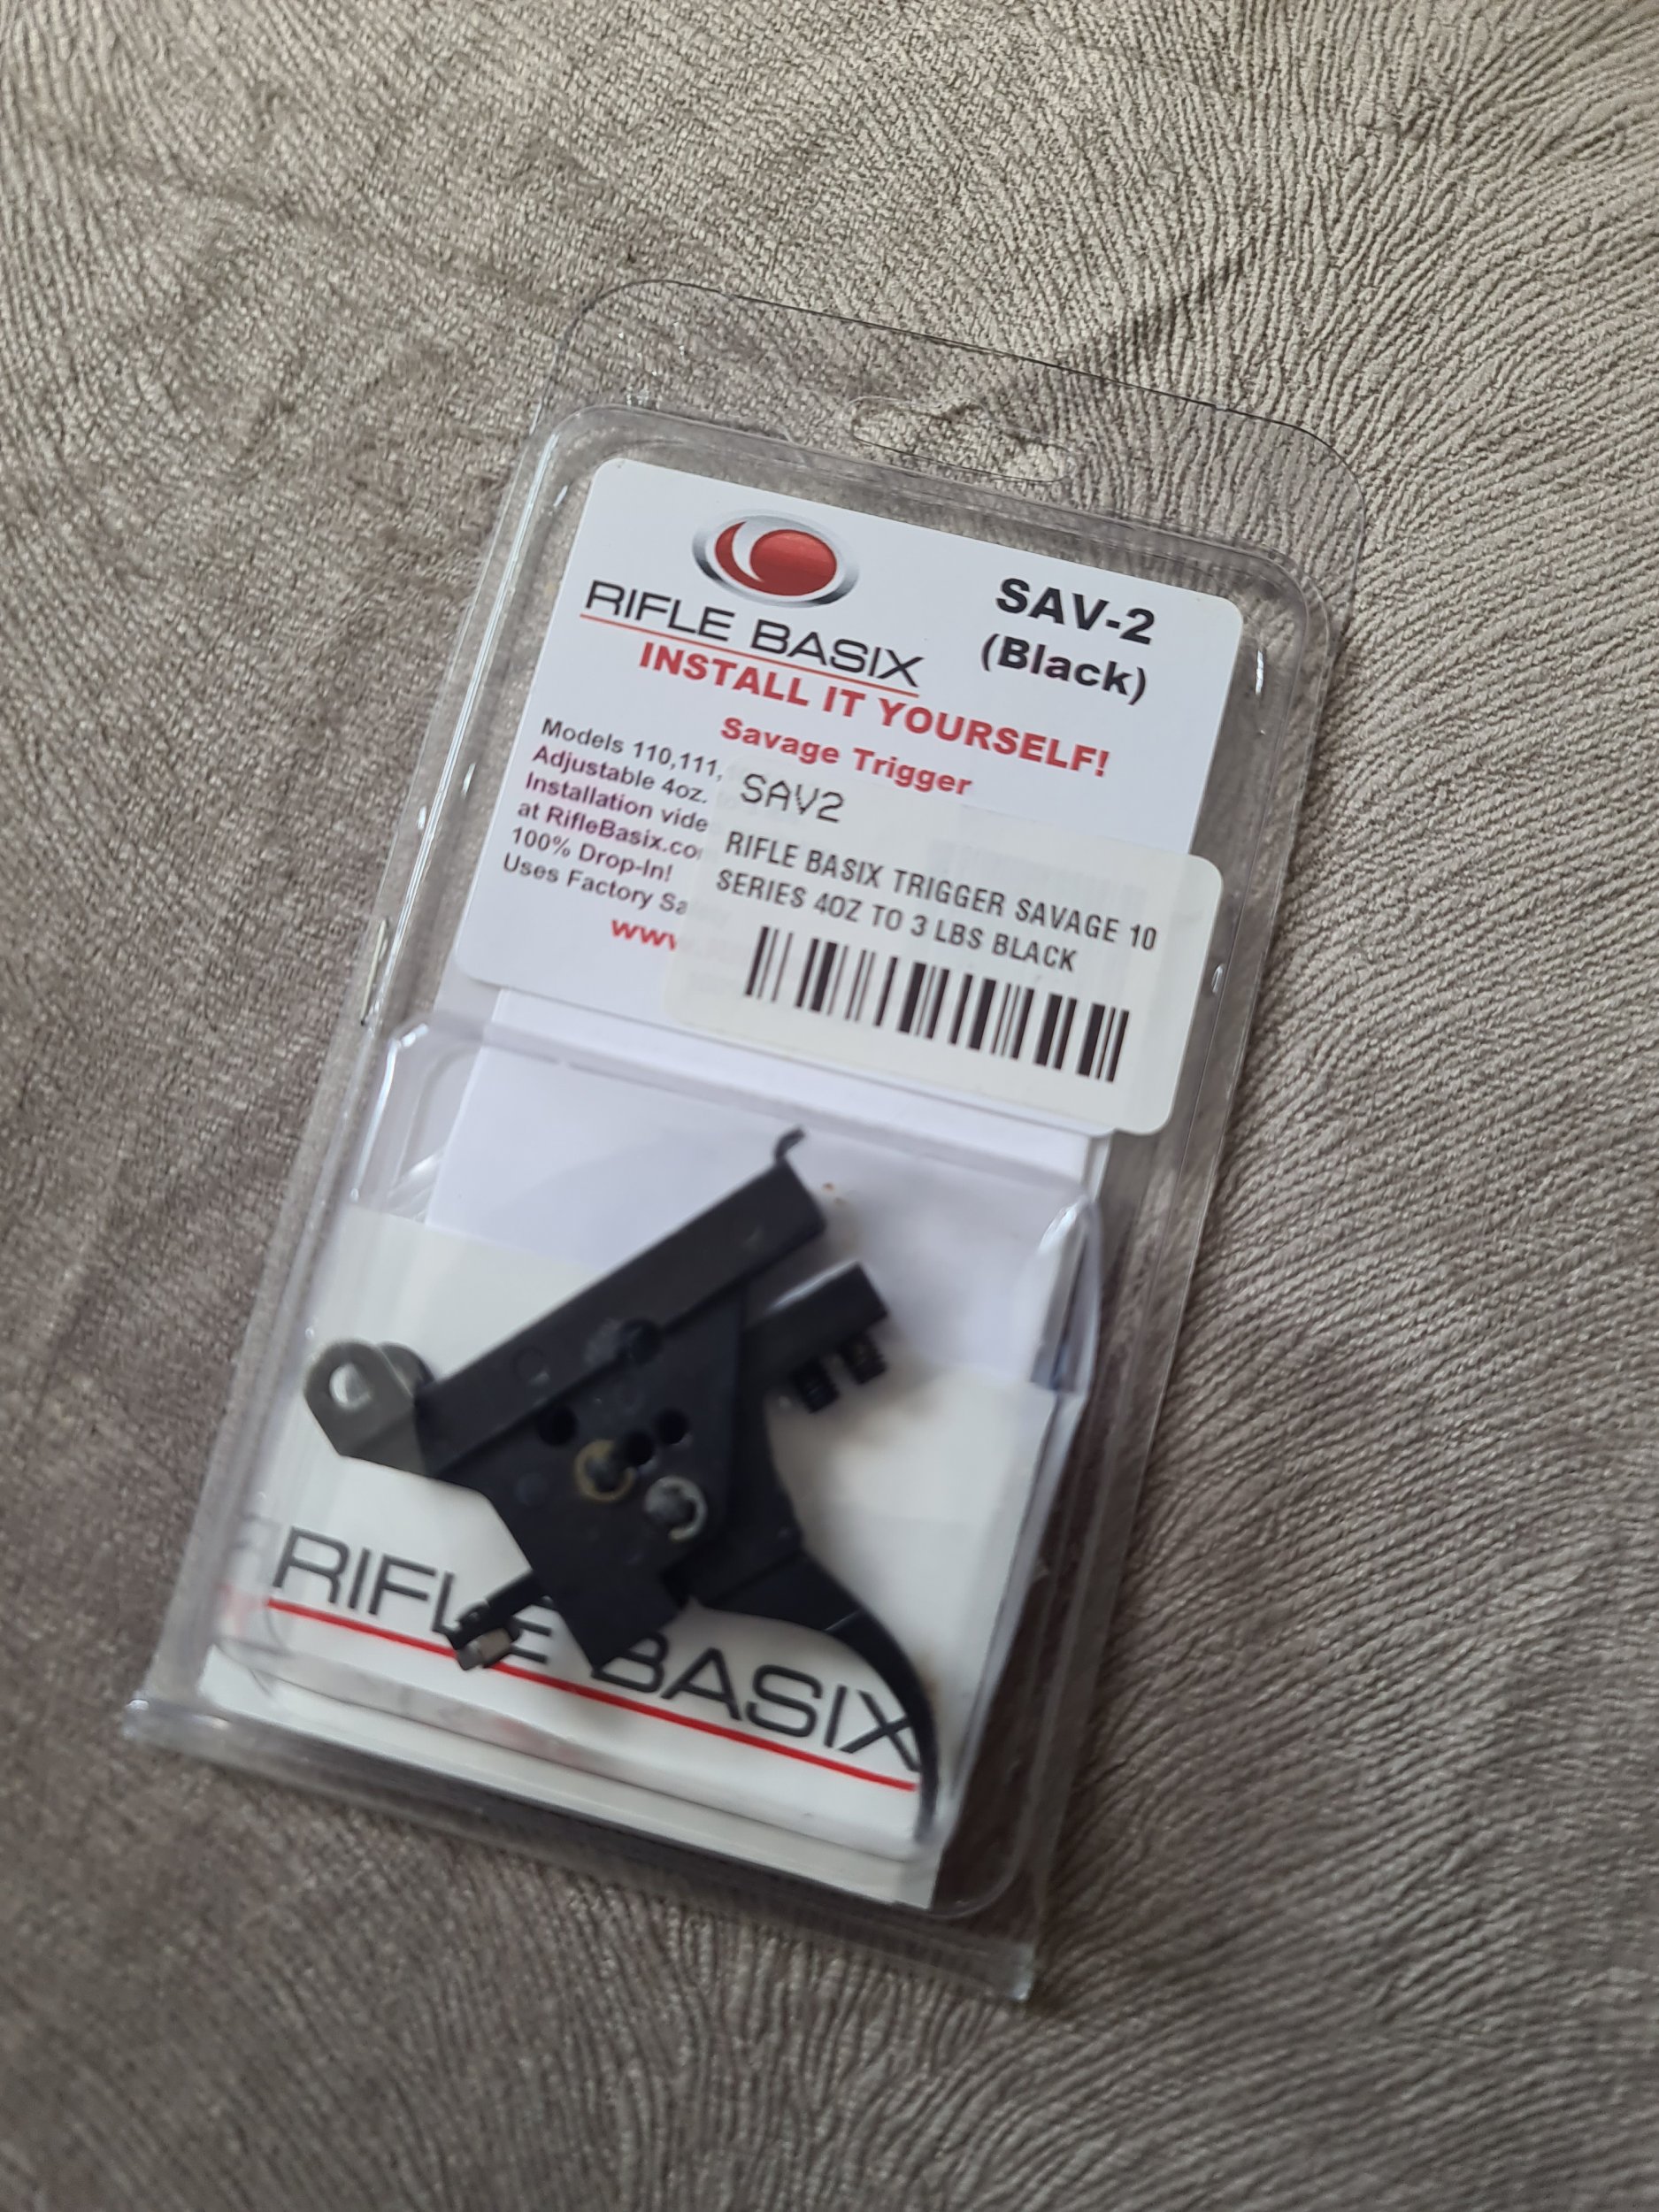 RIFLE BASIX
SAV-2
(Black)
INSTALL IT YOURSELF!
Savage Trigger
Models 110,111,
Adjustable 4oz.
Installation vide
at RifleBasix.co
100% Drop-In!
Uses Factory Sa
www
SAV2
RIFLE BASIX TRIGGER SAVAGE 10
SERIES 4OZ TO 3 LBS BLACK
RIFLE BASIX